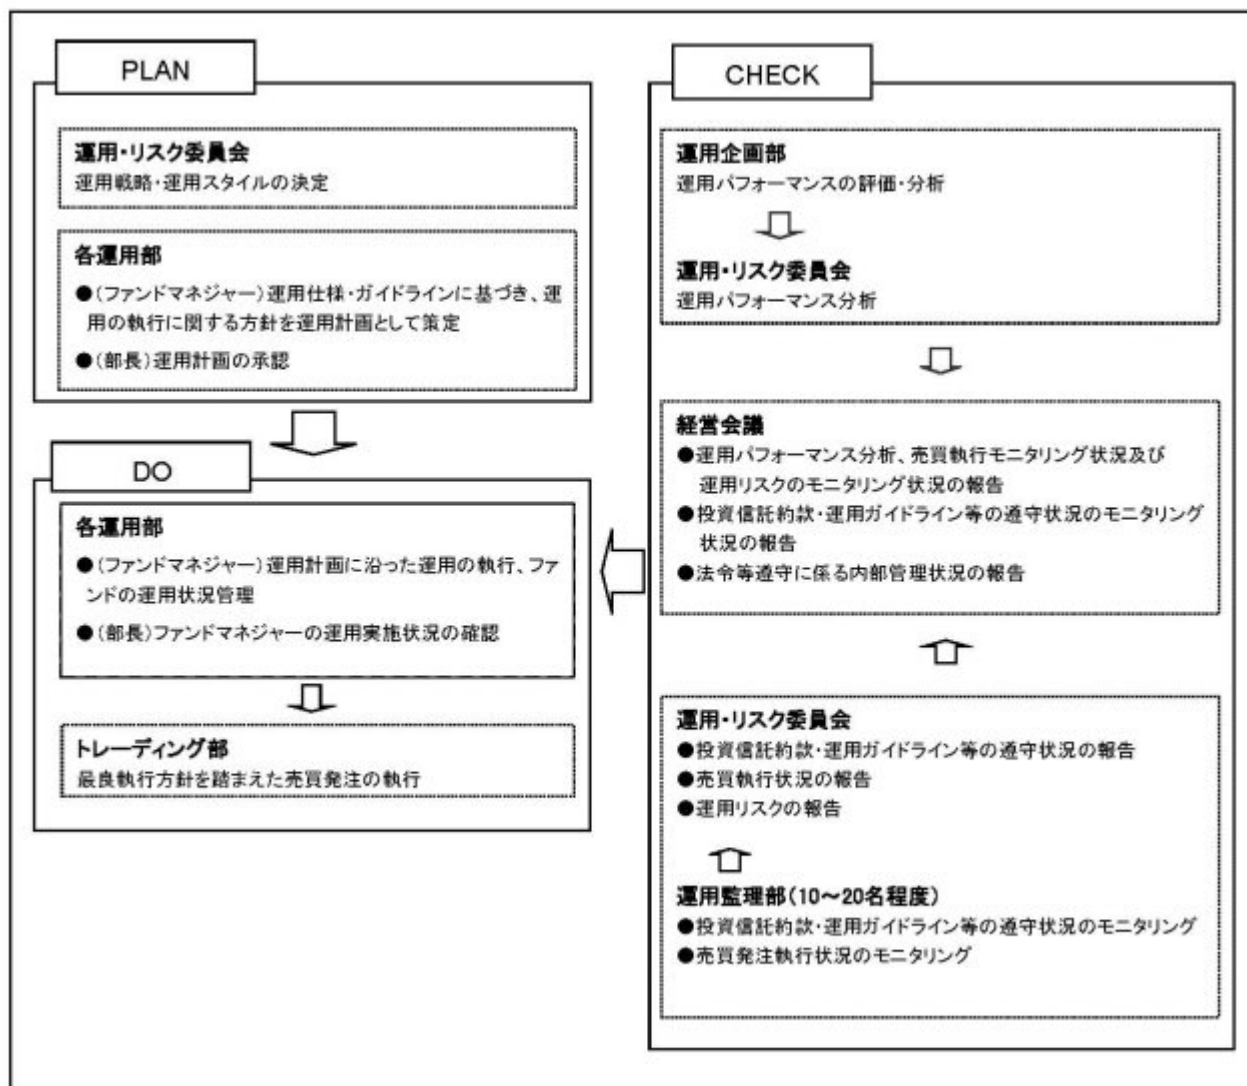 PLAN
運用・リスク委員会
運用戦略・運用スタイルの決定
各運用部
●(ファンドマネジャー)運用仕様・ガイドラインに基づき、運
用の執行に関する方針を運用計画として策定
●(部長)運用計画の承認
DO
各運用部
●(ファンドマネジャー)運用計画に沿った運用の執行、ファ
ンドの運用状況管理
●(部長)ファンドマネジャーの運用実施状況の確認
トレーディング部
最良執行方針を踏まえた売買発注の執行
CHECK
運用企画部
運用パフォーマンスの評価・分析
運用・リスク委員会
運用パフォーマンス分析
経営会議
●運用パフォーマンス分析、売買執行モニタリング状況及び
運用リスクのモニタリング状況の報告
●投資信託約款・運用ガイドライン等の遵守状況のモニタリング
状況の報告
●法令等遵守に係る内部管理状況の報告
運用・リスク委員会
●投資信託約款・運用ガイドライン等の遵守状況の報告
●売買執行状況の報告
●運用リスクの報告
運用監理部(10～20名程度)
●投資信託約款・運用ガイドライン等の遵守状況のモニタリング
●売買発注執行状況のモニタリング